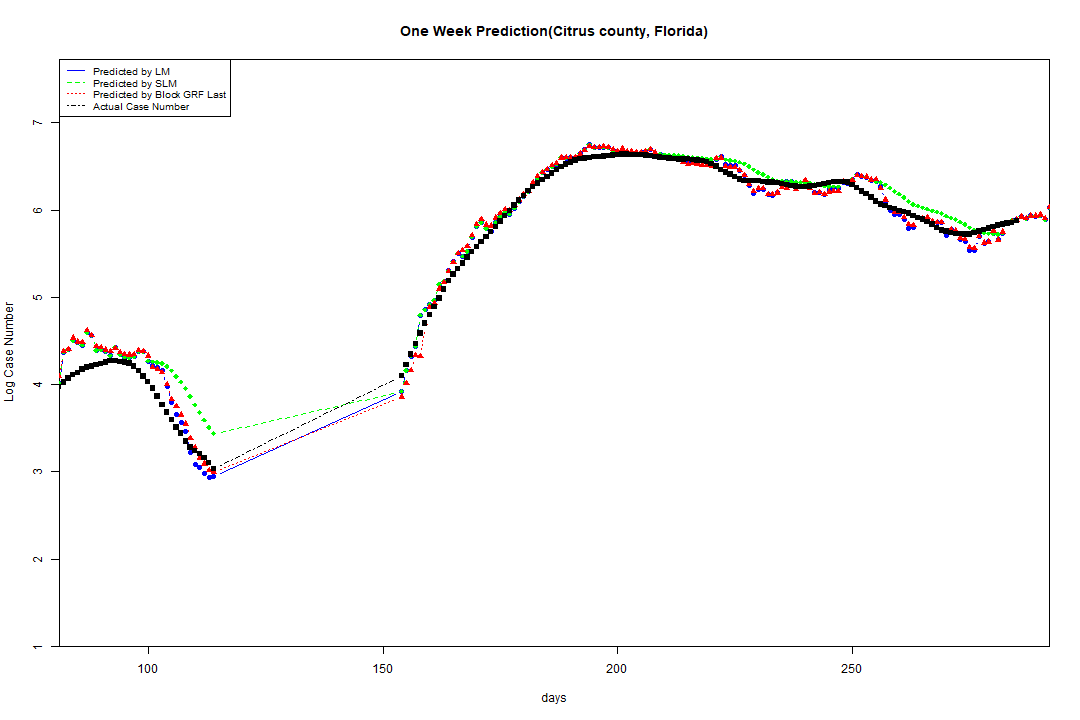 One Week Prediction(Citrus county, Florida)
Predicted by LM
Predicted by SLM
Predicted by Block GRF Last
Actual Case Number
7
6
5
4
3
2
1
Log Case Number
100 150 200 250
days